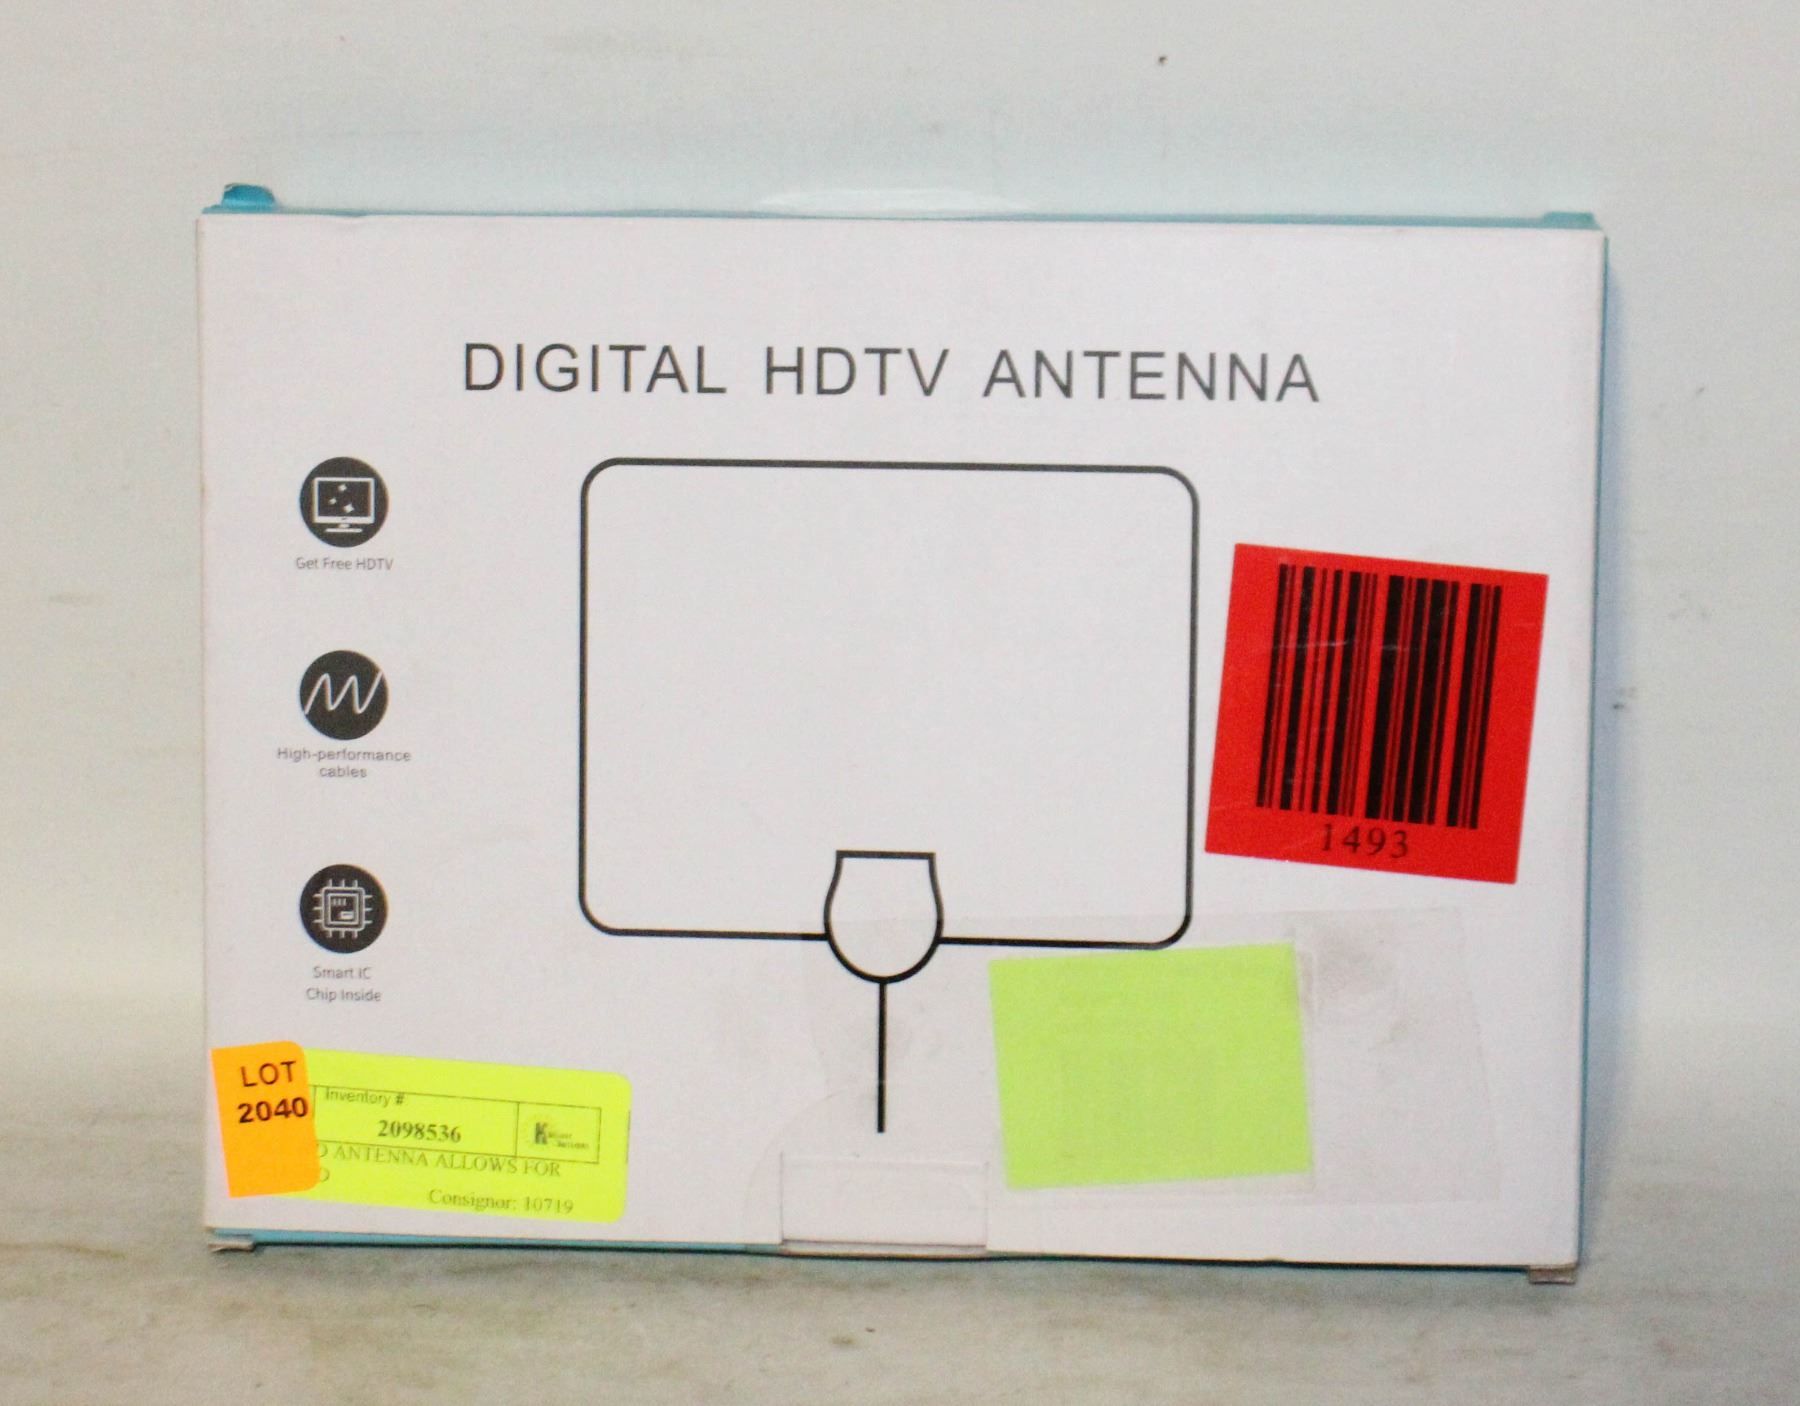 DIGITAL HDTV ANTENNA
Get Free HDTV
High-performance
cables
Smart IC
Chip Inside
1493
LOT
2040
Inventory #
2098536
ANTENNA ALLOWS FOR
Consignor: 10719